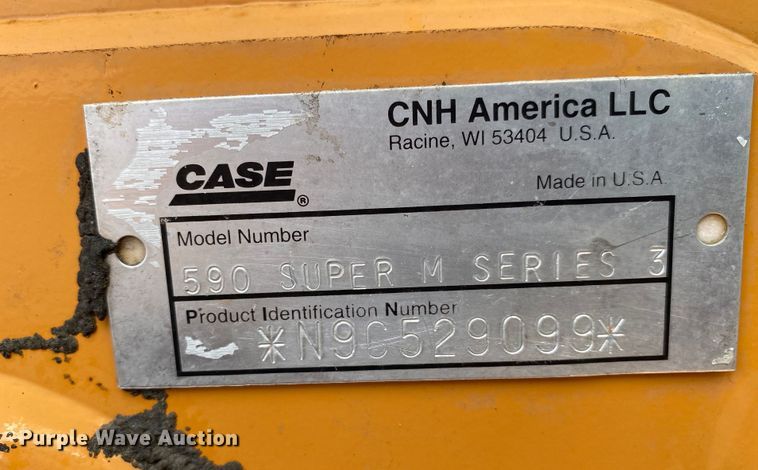 CNH America LLC
Racine, WI 53404 U.S.A.
CASE®
Made in U.S.A.
Model Number
590 SUPER M SERIES 3
Product Identification Number
*N9C529099*
Purple Wave Auction